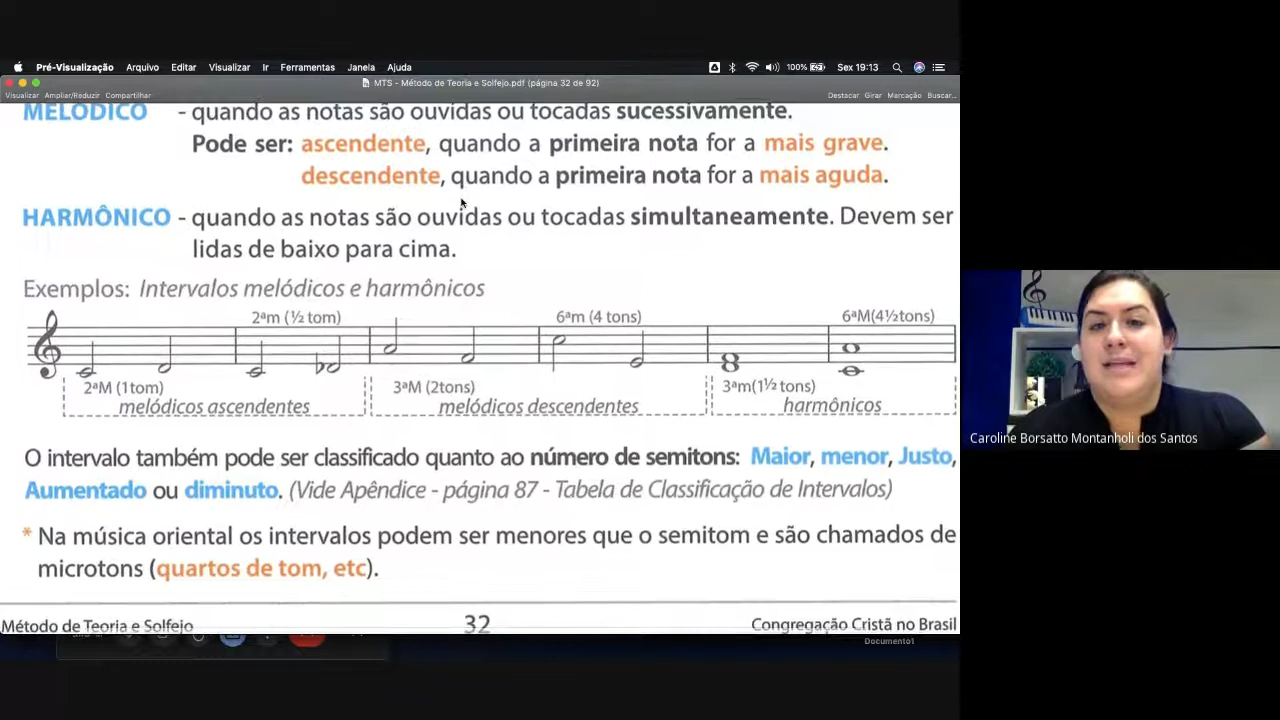 Pré-Visualização Arquivo Editar Visualizar Ir Ferramentas Janela Ajuda 100% Sex 19:13
MTS - Método de Teoria e Solfejo.pdf (página 32 de 92)
Visualizar Ampliar/Reduzir Compartilhar Destacar Girar Marcação Buscar...
MELÓDICO - quando as notas são ouvidas ou tocadas sucessivamente.
Pode ser: ascendente, quando a primeira nota for a mais grave.
descendente, quando a primeira nota for a mais aguda.
HARMÔNICO - quando as notas são ouvidas ou tocadas simultaneamente. Devem ser
lidas de baixo para cima.
Exemplos: Intervalos melódicos e harmônicos
2ªm (½ tom) 6ªm (4 tons) 6ªM(4½tons)
2ªM (1tom) 3ªM (2tons) 3ªm(1½ tons)
melódicos ascendentes melódicos descendentes harmônicos
O intervalo também pode ser classificado quanto ao número de semitons: Maior, menor, Justo,
Aumentado ou diminuto. (Vide Apêndice - página 87 - Tabela de Classificação de Intervalos)
* Na música oriental os intervalos podem ser menores que o semitom e são chamados de
microtons (quartos de tom, etc).
Método de Teoria e Solfejo 32 Congregação Cristã no Brasil
Documento1
Caroline Borsatto Montanholi dos Santos